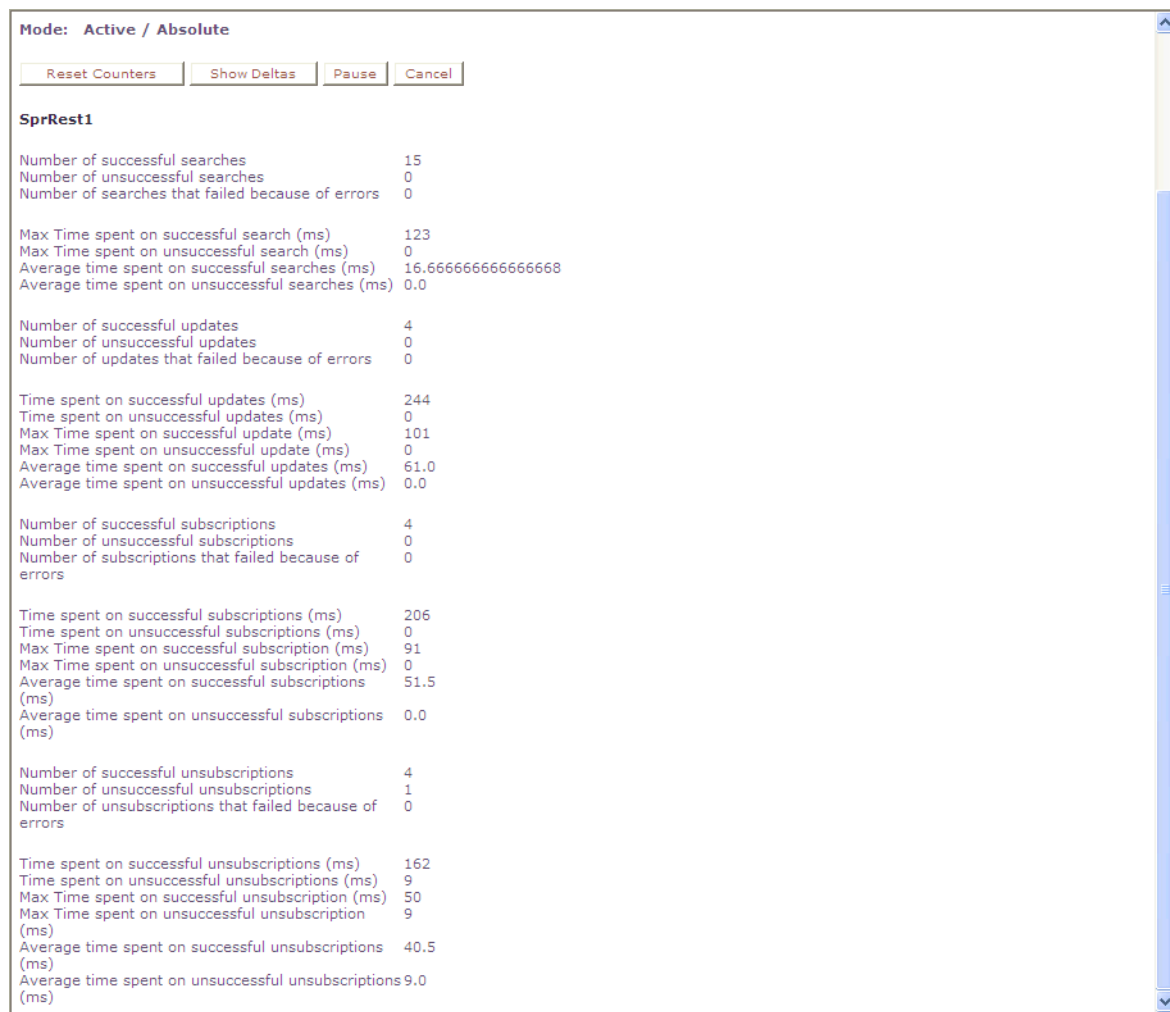 Mode: Active / Absolute
Reset Counters Show Deltas Pause Cancel
SprRest1
Number of successful searches 15
Number of unsuccessful searches 0
Number of searches that failed because of errors 0
Max Time spent on successful search (ms) 123
Max Time spent on unsuccessful search (ms) 0
Average time spent on successful searches (ms) 16.666666666666668
Average time spent on unsuccessful searches (ms) 0.0
Number of successful updates 4
Number of unsuccessful updates 0
Number of updates that failed because of errors 0
Time spent on successful updates (ms) 244
Time spent on unsuccessful updates (ms) 0
Max Time spent on successful update (ms) 101
Max Time spent on unsuccessful update (ms) 0
Average time spent on successful updates (ms) 61.0
Average time spent on unsuccessful updates (ms) 0.0
Number of successful subscriptions 4
Number of unsuccessful subscriptions 0
Number of subscriptions that failed because of 0
errors
Time spent on successful subscriptions (ms) 206
Time spent on unsuccessful subscriptions (ms) 0
Max Time spent on successful subscription (ms) 91
Max Time spent on unsuccessful subscription (ms) 0
Average time spent on successful subscriptions 51.5
(ms)
Average time spent on unsuccessful subscriptions 0.0
(ms)
Number of successful unsubscriptions 4
Number of unsuccessful unsubscriptions 1
Number of unsubscriptions that failed because of 0
errors
Time spent on successful unsubscriptions (ms) 162
Time spent on unsuccessful unsubscriptions (ms) 9
Max Time spent on successful unsubscription (ms) 50
Max Time spent on unsuccessful unsubscription 9
(ms)
Average time spent on successful unsubscriptions 40.5
(ms)
Average time spent on unsuccessful unsubscriptions 9.0
(ms)